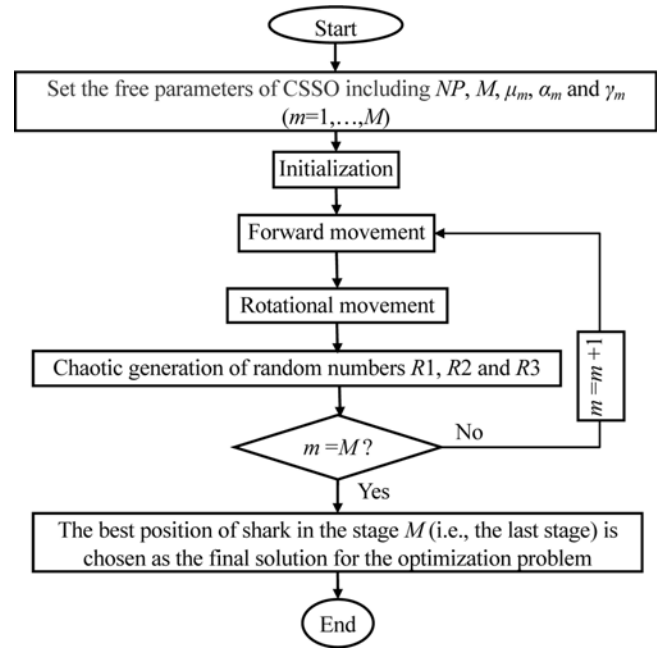 Start
Set the free parameters of CSSO including NP, M, μm, αm and γm
(m=1,…,M)
Initialization
Forward movement
Rotational movement
Chaotic generation of random numbers R1, R2 and R3
m=M?
No
m=m+1
Yes
The best position of shark in the stage M (i.e., the last stage) is
chosen as the final solution for the optimization problem
End